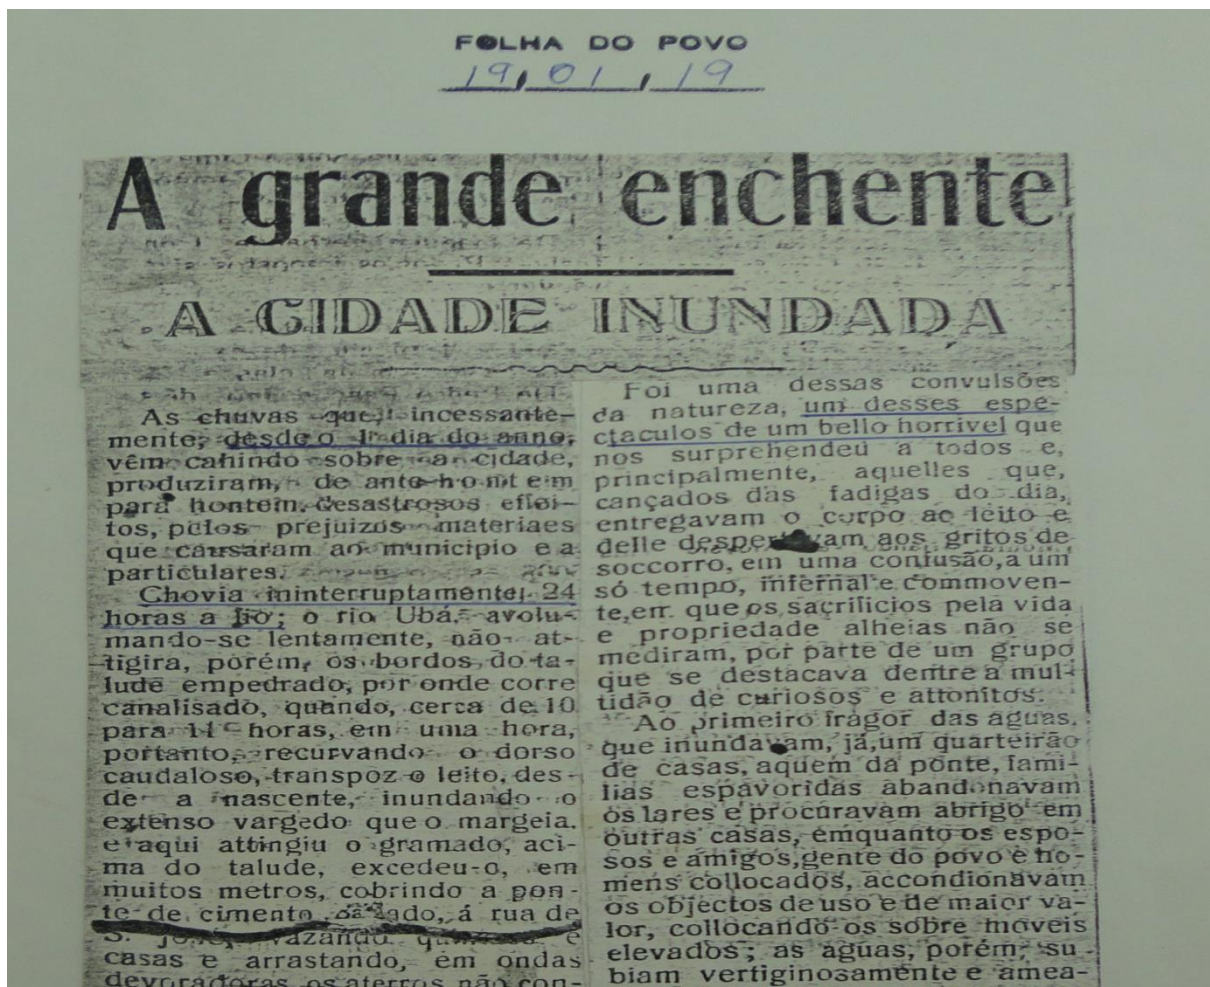 FOLHA DO POVO
19, 01, 19
A grande enchente
A CIDADE INUNDADA
As chuvas que, incessante-
mente, desde o 1º dia do anno,
vêm cahindo sobre a cidade,
produziram, de ante-hontem
para hontem, desastrosos effei-
tos, pelos prejuizos materiaes
que causaram ao municipio e a
particulares.
Chovia ininterruptamente, 24
horas a fio; o rio Ubá, avolu-
mando-se lentamente, não at-
tigira, porém, os bordos do ta-
lude empedrado, por onde corre
canalisado, quando, cerca de 10
para 11 horas, em uma hora,
portanto, recurvando o dorso
caudaloso, transpoz o leito, des-
de a nascente, inundando o
extenso vargedo que o margeia.
e aqui attingiu o gramado, aci-
ma do talude, excedeu-o, em
muitos metros, cobrindo a pon-
te de cimento á rua de
S. José, vazando e
casas e arrastando, em ondas
devoradoras, os aterros não con-
Foi uma dessas convulsões
da natureza, um desses espe-
ctaculos de um bello horrivel que
nos surprehendeu a todos e,
principalmente, aquelles que,
cançados das fadigas do dia,
entregavam o corpo ao leito e
delle despertavam aos gritos de
soccorro, em uma confusão, a um
só tempo, infernal e commoven-
te, em que os sacrificios pela vida
e propriedade alheias não se
mediram, por parte de um grupo
que se destacava dentre a mul-
tidão de curiosos e attonitos.
Ao primeiro fragor das aguas,
que inundavam, já, um quarteirão
de casas, aquem da ponte, fami-
lias espavoridas abandonavam
os lares e procuravam abrigo em
outras casas, emquanto os espo-
sos e amigos, gente do povo e ho-
mens collocados, accondionavam
os objectos de uso e de maior va-
lor, collocando-os sobre moveis
elevados; as aguas, porém, su-
biam vertiginosamente e amea-